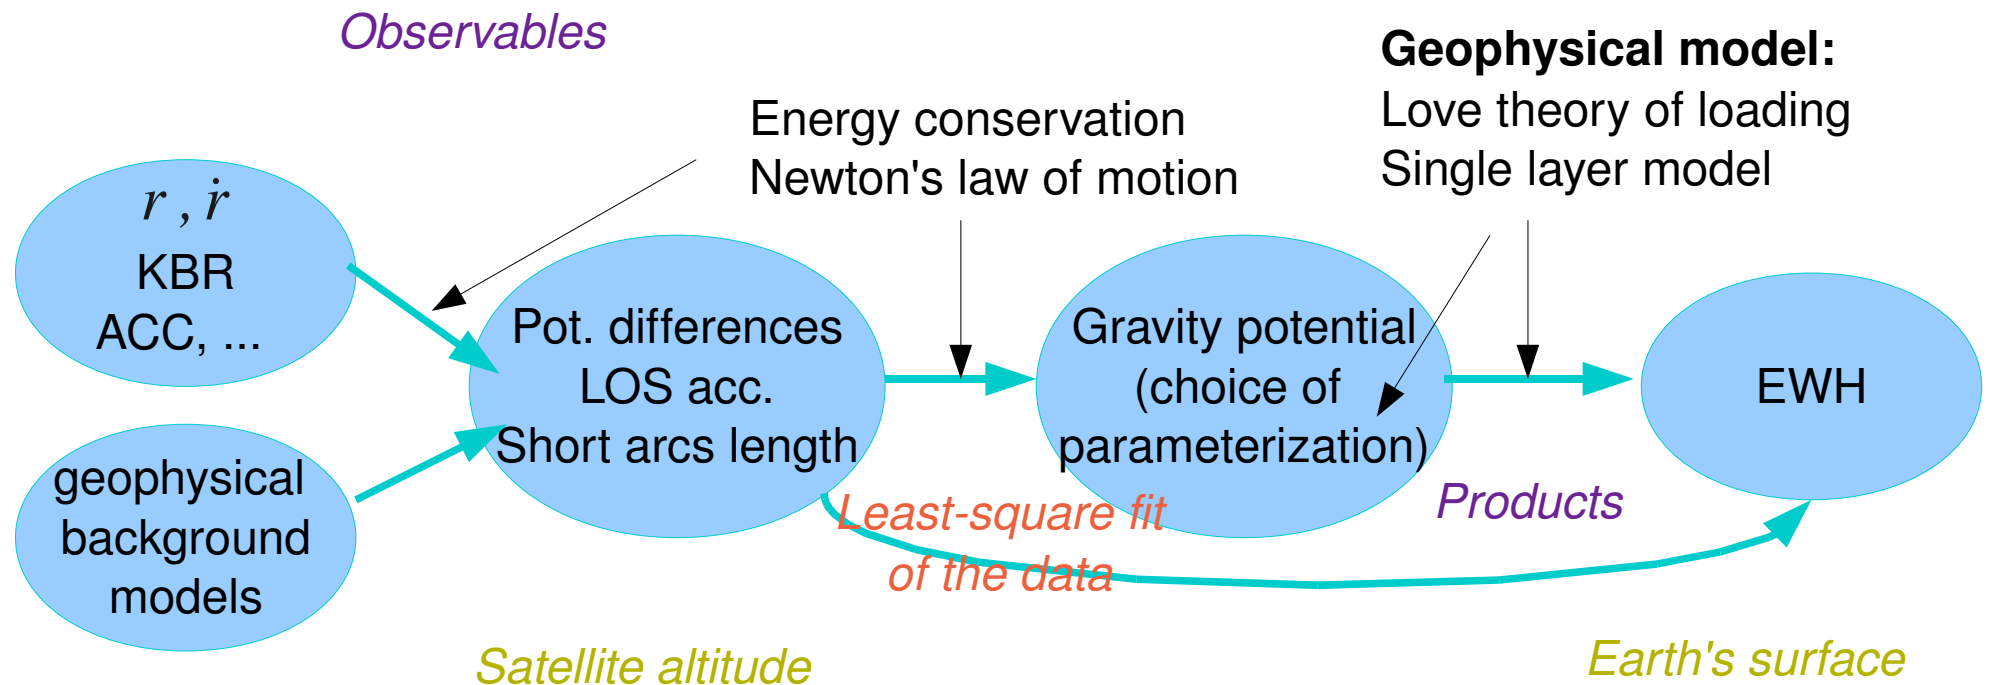 Observables
Geophysical model:
Love theory of loading
Single layer model
Energy conservation
Newton's law of motion
r , ṙ
KBR
ACC, ...
geophysical
background
models
Pot. differences
LOS acc.
Short arcs length
Gravity potential
(choice of
parameterization)
EWH
Least-square fit
of the data
Products
Satellite altitude
Earth's surface